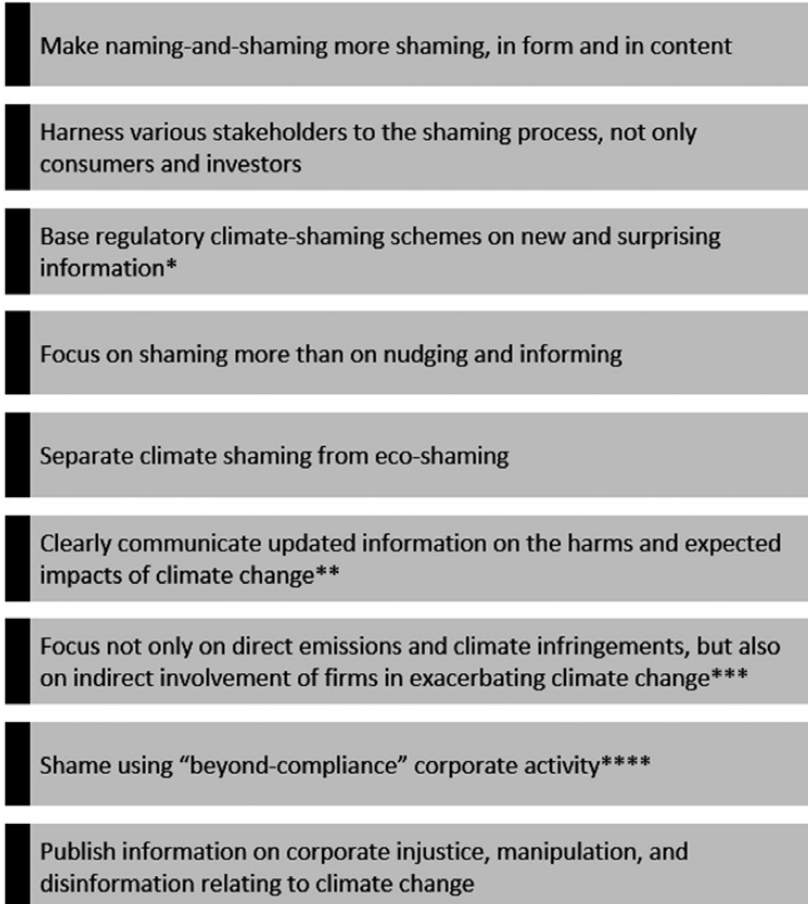 Make naming-and-shaming more shaming, in form and in content
Harness various stakeholders to the shaming process, not only
consumers and investors
Base regulatory climate-shaming schemes on new and surprising
information*
Focus on shaming more than on nudging and informing
Separate climate shaming from eco-shaming
Clearly communicate updated information on the harms and expected
impacts of climate change**
Focus not only on direct emissions and climate infringements, but also
on indirect involvement of firms in exacerbating climate change***
Shame using “beyond-compliance” corporate activity****
Publish information on corporate injustice, manipulation, and
disinformation relating to climate change